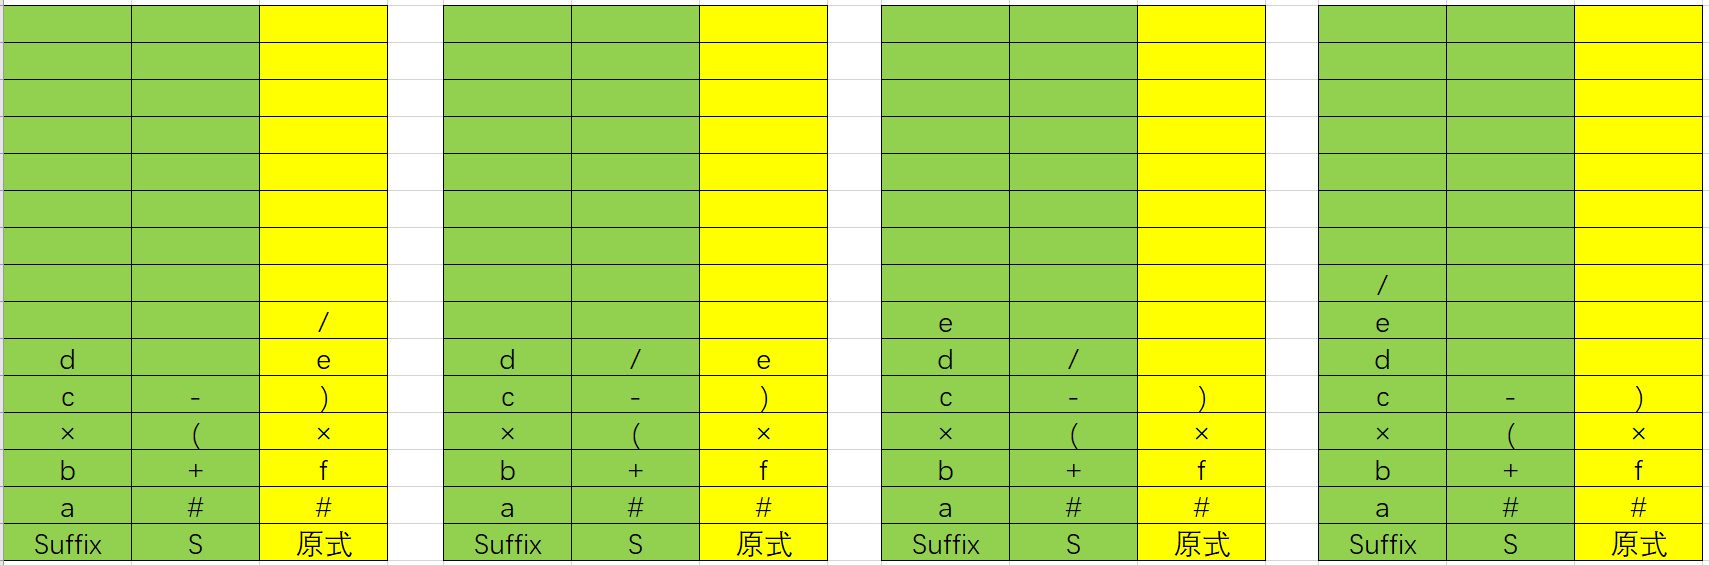 /
/ e e
d e d / e d / d
c - ) c - ) c - ) c - )
× ( × × ( × × ( × × ( ×
b + f b + f b + f b + f
a # # a # # a # # a # #
Suffix S 原式 Suffix S 原式 Suffix S 原式 Suffix S 原式